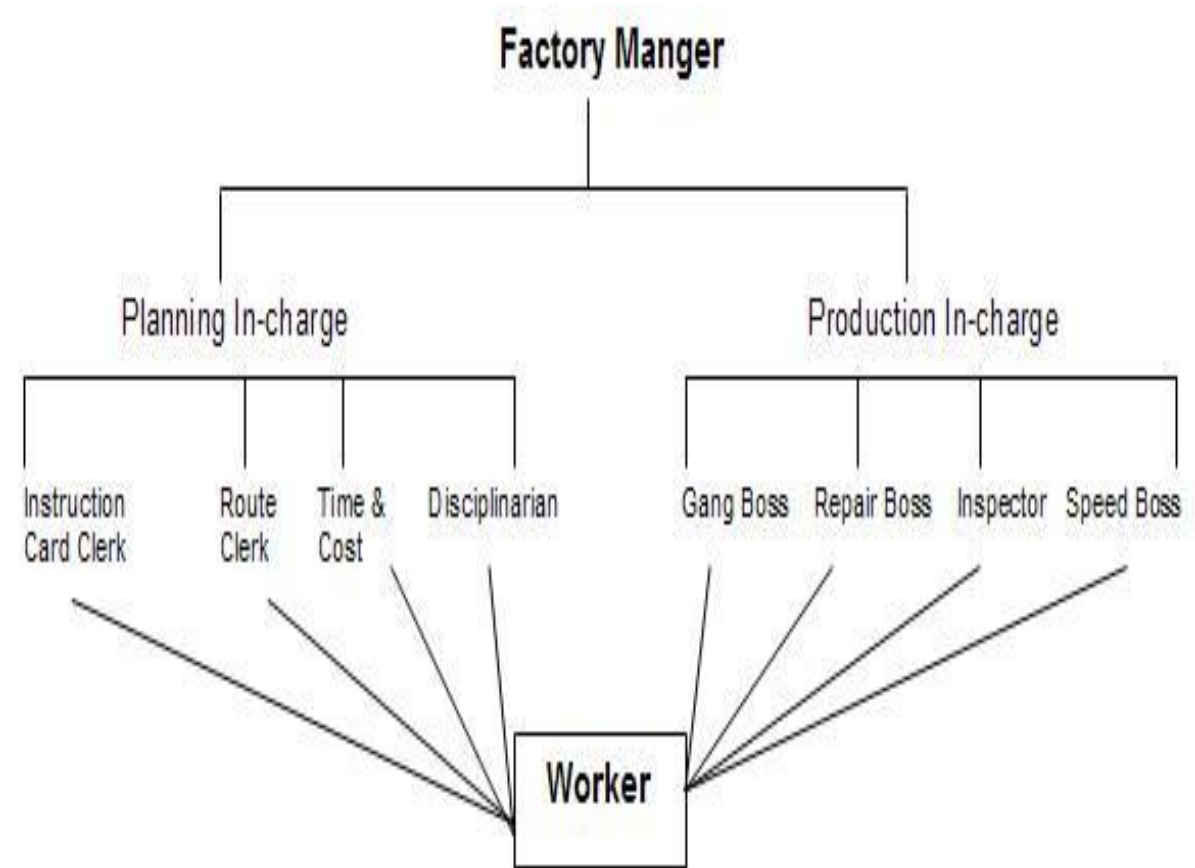 Factory Manger
Planning In-charge
Production In-charge
Instruction
Card Clerk
Route
Clerk
Time &
Cost
Disciplinarian
Gang Boss
Repair Boss
Inspector
Speed Boss
Worker